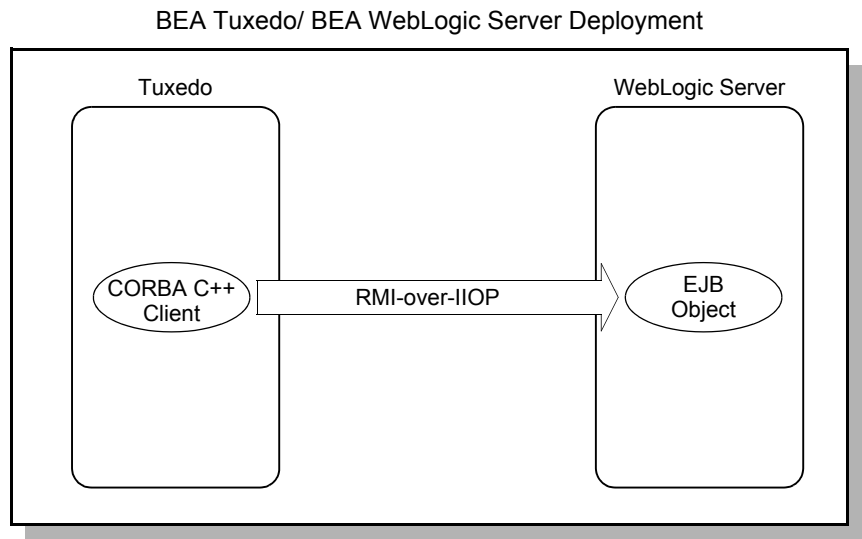 BEA Tuxedo/ BEA WebLogic Server Deployment
Tuxedo
WebLogic Server
CORBA C++
Client
RMI-over-IIOP
EJB
Object